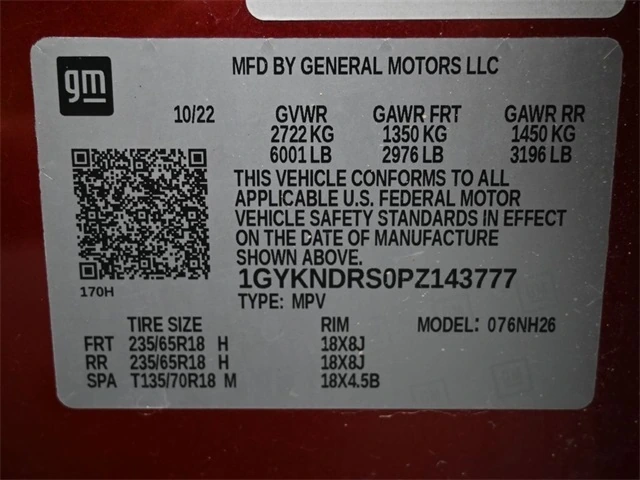 gm
MFD BY GENERAL MOTORS LLC
10/22 GVWR GAWR FRT GAWR RR
2722 KG 1350 KG 1450 KG
6001 LB 2976 LB 3196 LB
THIS VEHICLE CONFORMS TO ALL
APPLICABLE U.S. FEDERAL MOTOR
VEHICLE SAFETY STANDARDS IN EFFECT
ON THE DATE OF MANUFACTURE
SHOWN ABOVE.
170H
1GYKNDRS0PZ143777
TYPE: MPV
TIRE SIZE RIM MODEL: 076NH26
FRT 235/65R18 H 18X8J
RR 235/65R18 H 18X8J
SPA T135/70R18 M 18X4.5B